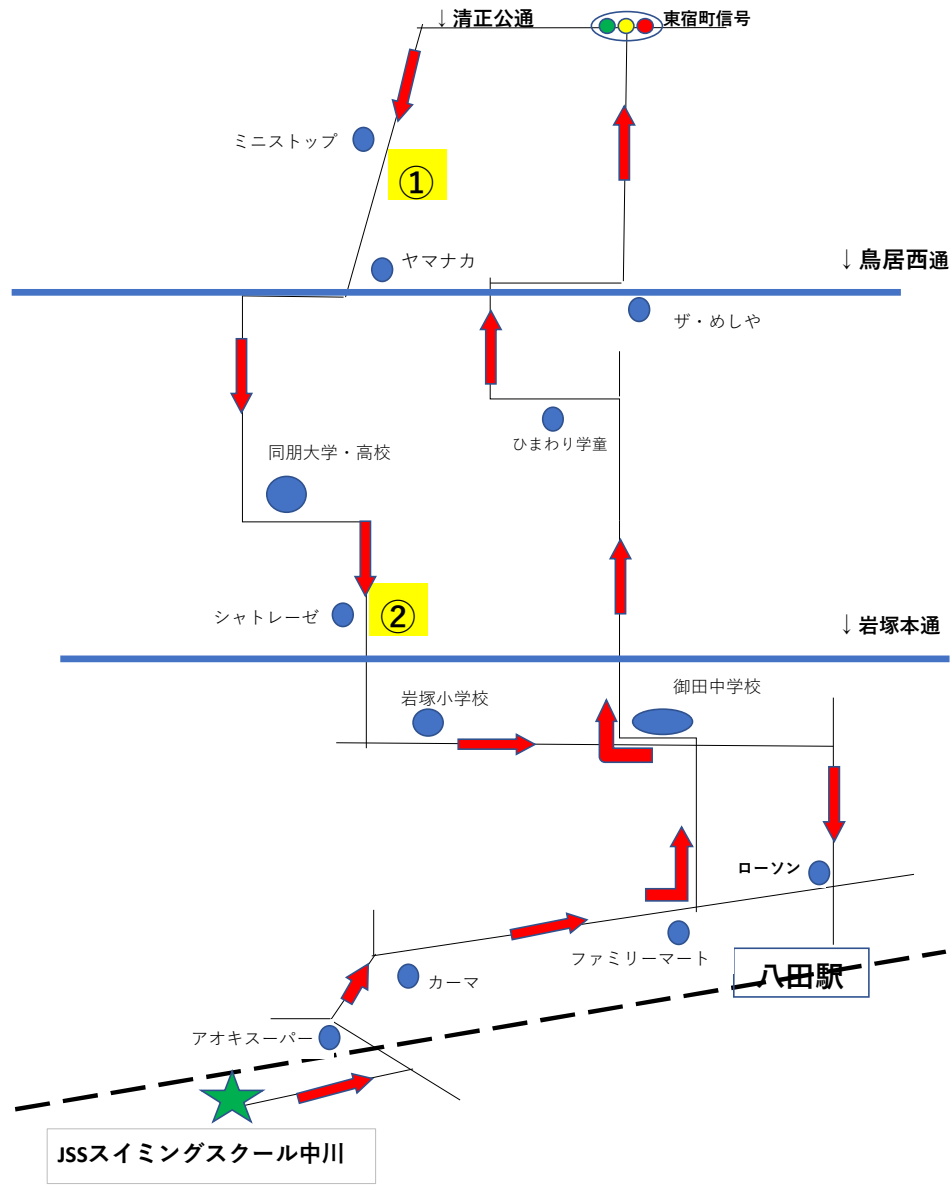 ↓ 清正公通
東宿町信号
ミニストップ
①
ヤマナカ
↓ 鳥居西通
ザ・めしや
ひまわり学童
同朋大学・高校
シャトレーゼ
②
↓ 岩塚本通
岩塚小学校
御田中学校
ローソン
ファミリーマート
八田駅
カーマ
アオキスーパー
JSSスイミングスクール中川